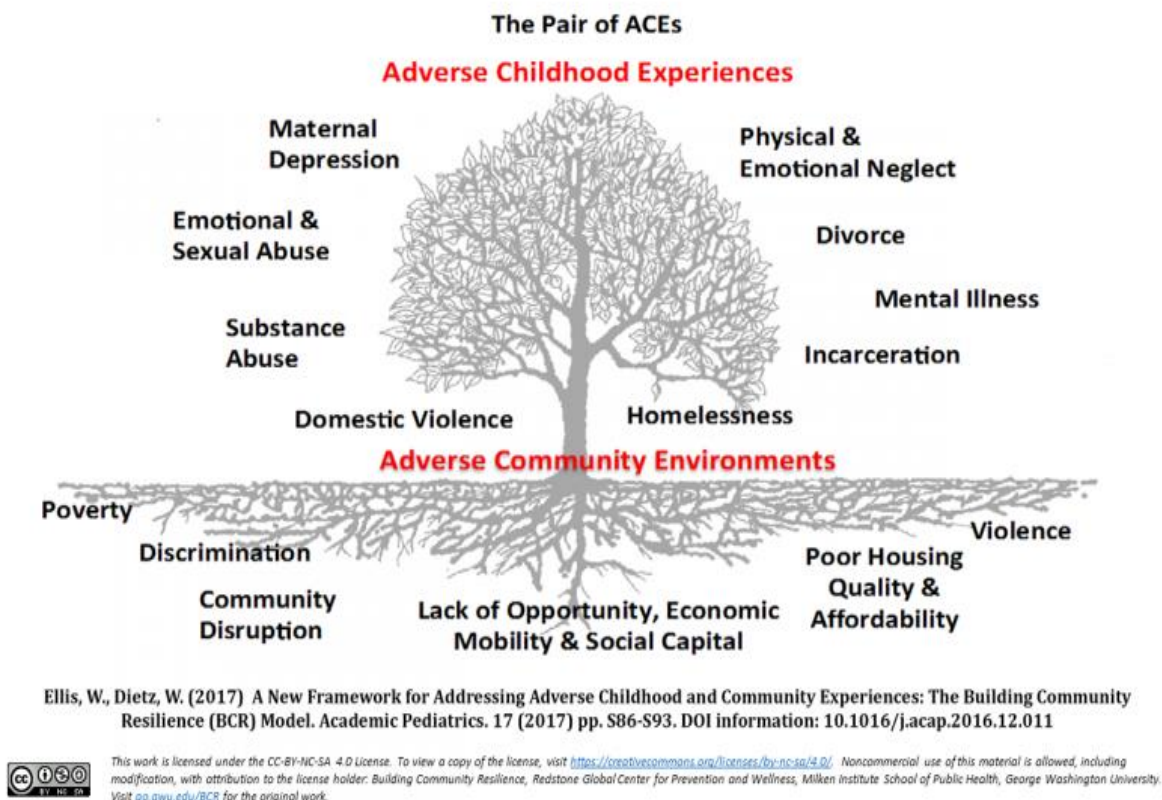 The Pair of ACEs
Adverse Childhood Experiences
Maternal
Depression
Physical &
Emotional Neglect
Emotional &
Sexual Abuse
Divorce
Mental Illness
Substance
Abuse
Incarceration
Domestic Violence
Homelessness
Adverse Community Environments
Poverty
Violence
Discrimination
Poor Housing
Quality &
Affordability
Community
Disruption
Lack of Opportunity, Economic
Mobility & Social Capital
Ellis, W., Dietz, W. (2017) A New Framework for Addressing Adverse Childhood and Community Experiences: The Building Community
Resilience (BCR) Model. Academic Pediatrics. 17 (2017) pp. S86-S93. DOI information: 10.1016/j.acap.2016.12.011
cc
BY NC SA
This work is licensed under the CC-BY-NC-SA 4.0 License. To view a copy of the license, visit https://creativecommons.org/licenses/by-nc-sa/4.0/. Noncommercial use of this material is allowed, including
modification, with attribution to the license holder: Building Community Resilience, Redstone Global Center for Prevention and Wellness, Milken Institute School of Public Health, George Washington University.
Visit go.gwu.edu/BCR for the original work.